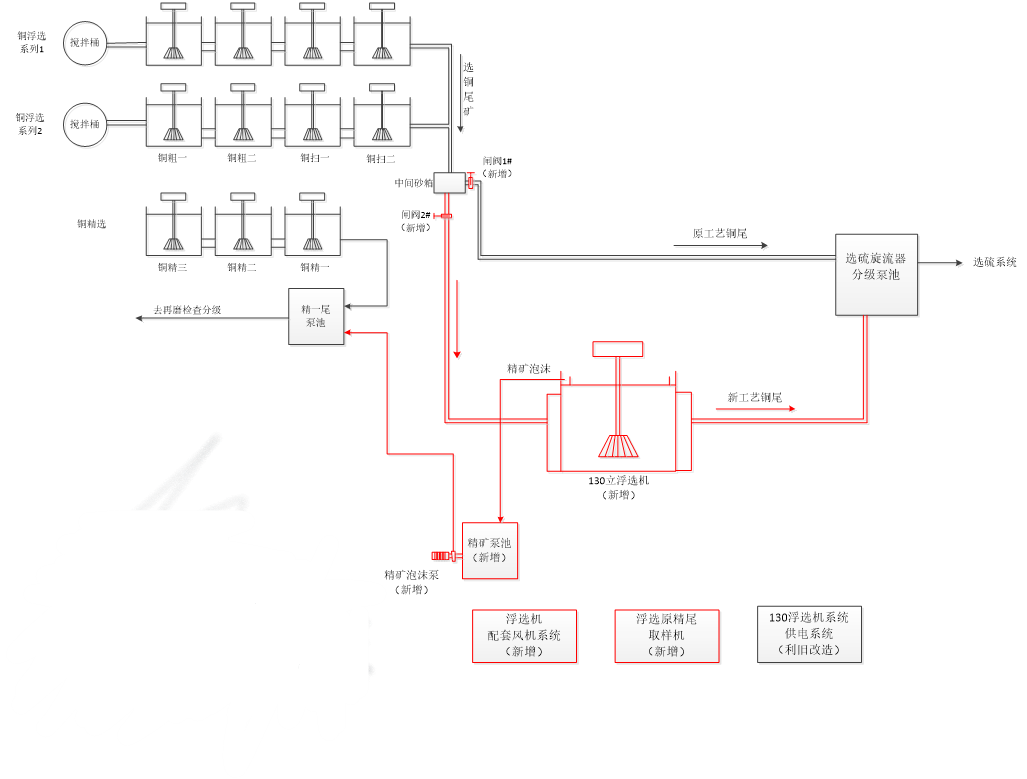 铜浮选
系列1
搅拌桶
选
铜
尾
矿
铜浮选
系列2
搅拌桶
铜粗一
铜粗二
铜扫一
铜扫二
闸阀1#
（新增）
中间砂箱
闸阀2#
（新增）
铜精选
原工艺铜尾
选硫旋流器
分级泵池
选硫系统
铜精三
铜精二
铜精一
去再磨检查分级
精一尾
泵池
精矿泡沫
新工艺铜尾
130立浮选机
（新增）
精矿泵池
（新增）
精矿泡沫泵
（新增）
浮选机
配套风机系统
（新增）
浮选原精尾
取样机
（新增）
130浮选机系统
供电系统
（利旧改造）